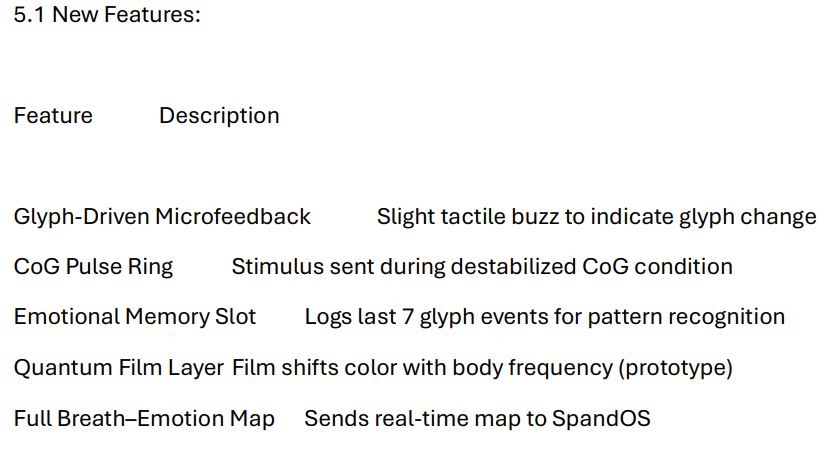 5.1 New Features:
Feature Description
Glyph-Driven Microfeedback Slight tactile buzz to indicate glyph change
CoG Pulse Ring Stimulus sent during destabilized CoG condition
Emotional Memory Slot Logs last 7 glyph events for pattern recognition
Quantum Film Layer Film shifts color with body frequency (prototype)
Full Breath–Emotion Map Sends real-time map to SpandOS